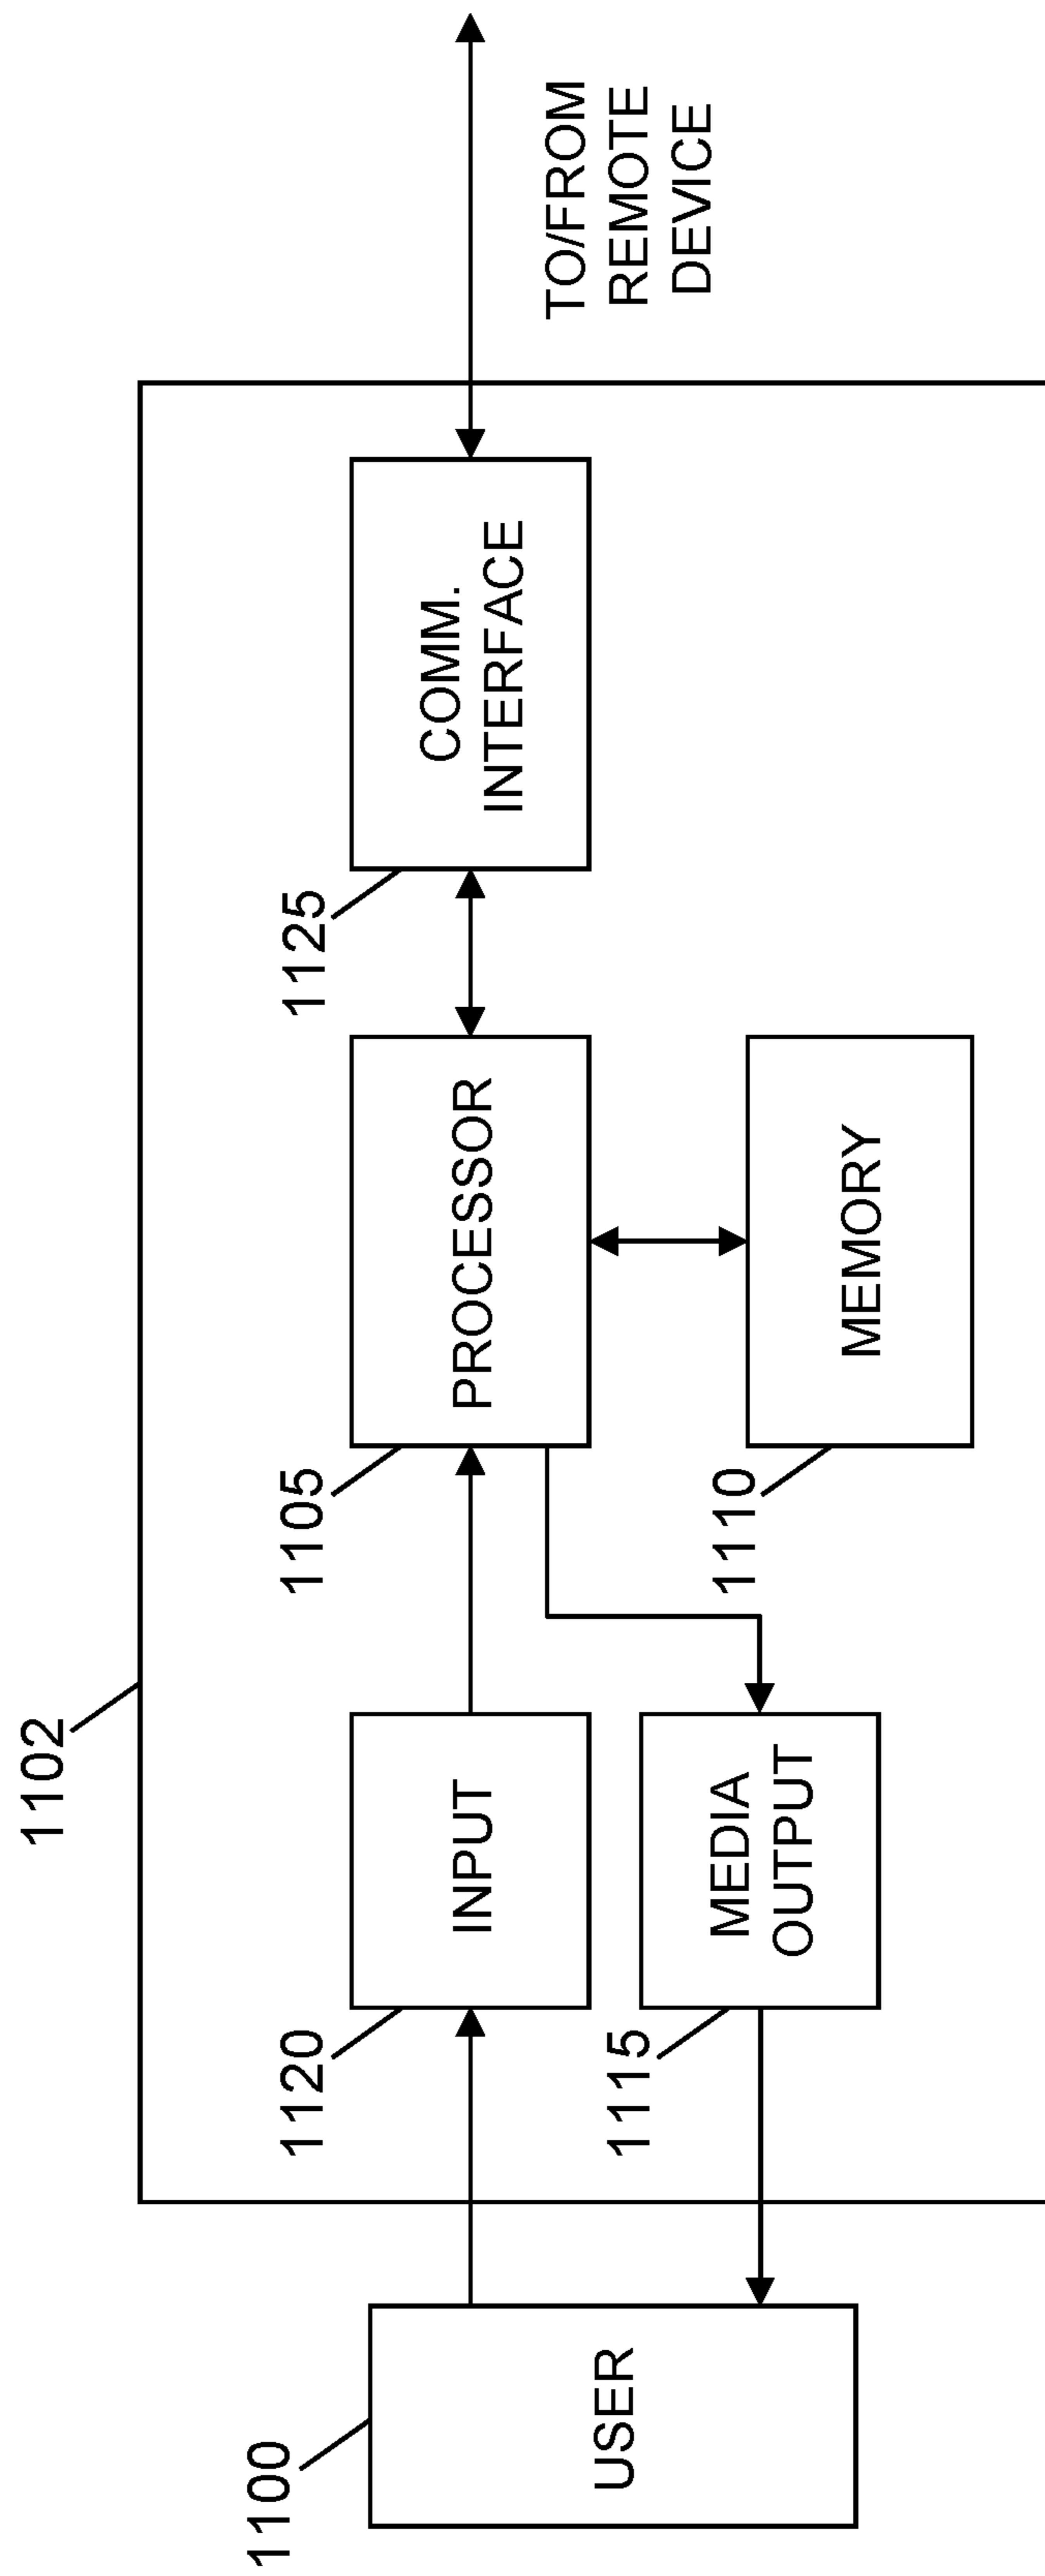 1102
1125
COMM.
INTERFACE
TO/FROM
REMOTE
DEVICE
1105
PROCESSOR
1120
INPUT
1100
USER
1115
MEDIA
OUTPUT
1110
MEMORY